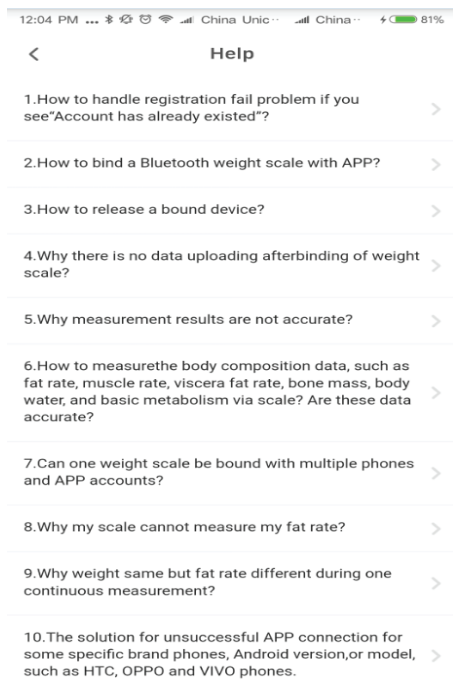 12:04 PM ... China Unic·· China·· 81%
Help
1.How to handle registration fail problem if you
see“Account has already existed”?
2.How to bind a Bluetooth weight scale with APP?
3.How to release a bound device?
4.Why there is no data uploading afterbinding of weight
scale?
5.Why measurement results are not accurate?
6.How to measurethe body composition data, such as
fat rate, muscle rate, viscera fat rate, bone mass, body
water, and basic metabolism via scale? Are these data
accurate?
7.Can one weight scale be bound with multiple phones
and APP accounts?
8.Why my scale cannot measure my fat rate?
9.Why weight same but fat rate different during one
continuous measurement?
10.The solution for unsuccessful APP connection for
some specific brand phones, Android version,or model,
such as HTC, OPPO and VIVO phones.